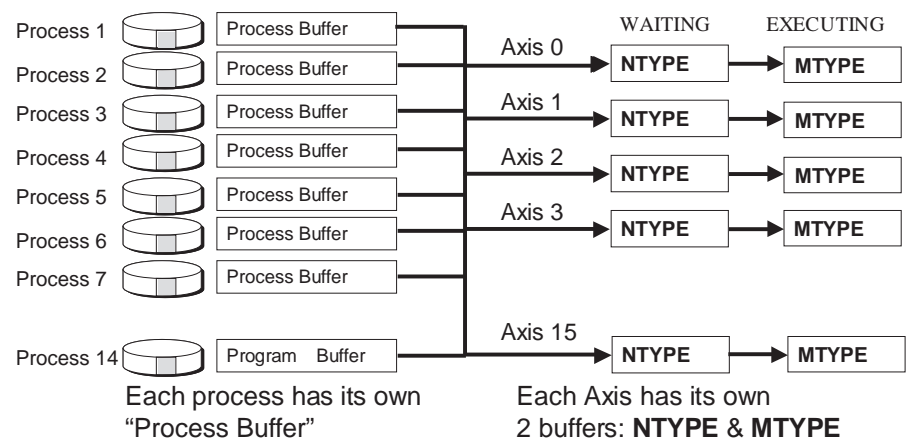 WAITING EXECUTING
Process 1 Process Buffer
Axis 0 NTYPE MTYPE
Process 2 Process Buffer
Process 3 Process Buffer
Axis 1 NTYPE MTYPE
Process 4 Process Buffer
Axis 2 NTYPE MTYPE
Process 5 Process Buffer
Axis 3 NTYPE MTYPE
Process 6 Process Buffer
Process 7 Process Buffer
Axis 15 NTYPE MTYPE
Process 14 Program Buffer
Each process has its own
“Process Buffer”
Each Axis has its own
2 buffers: NTYPE & MTYPE